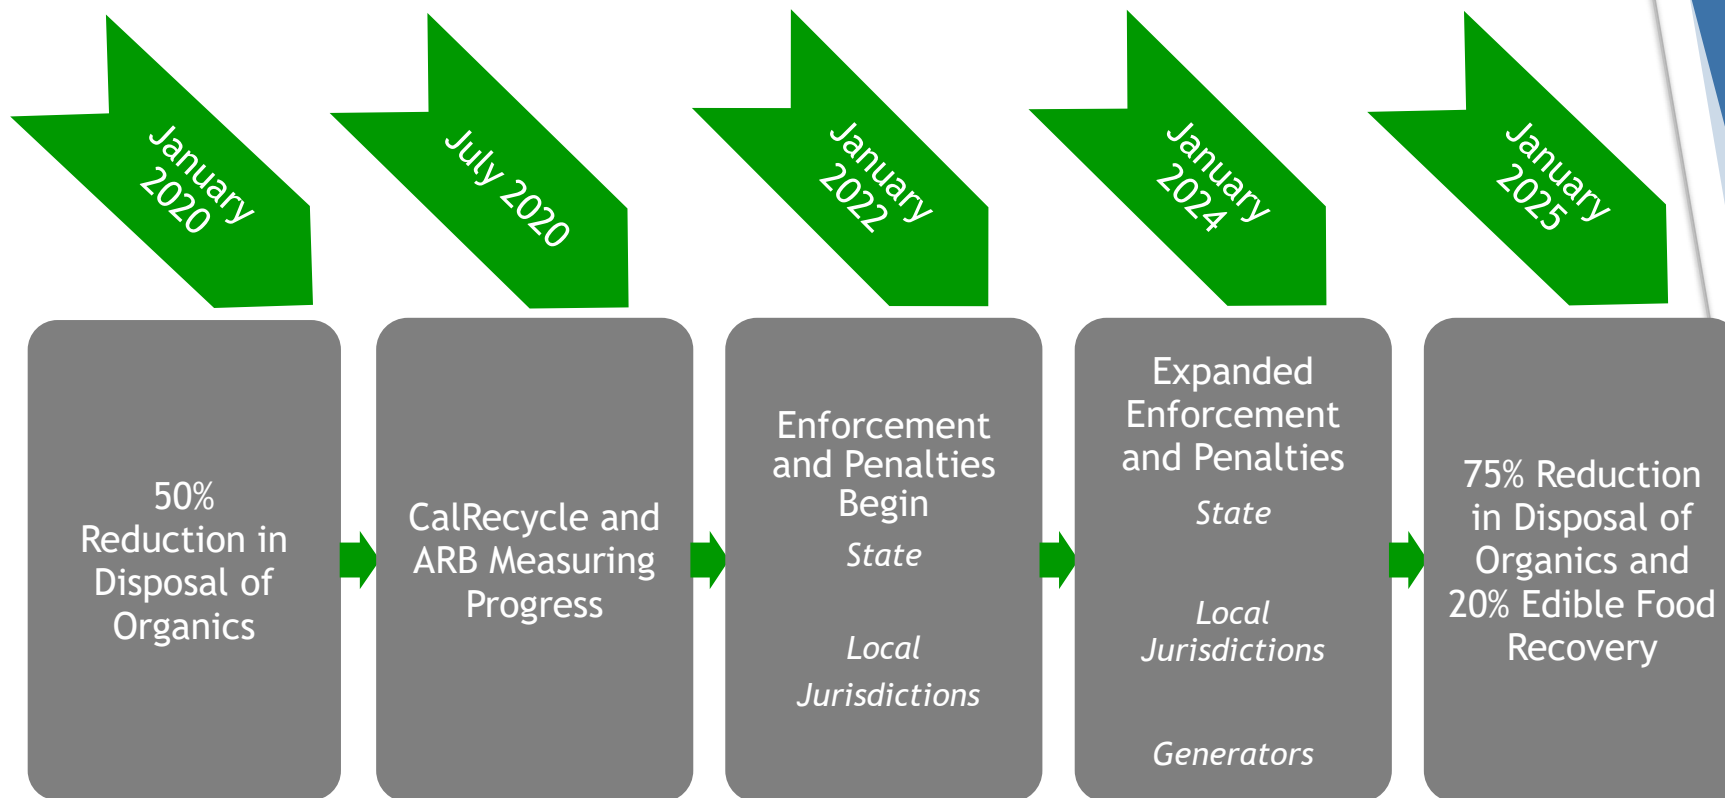 January
2020
July 2020
January
2022
January
2024
January
2025
50%
Reduction in
Disposal of
Organics
CalRecycle and
ARB Measuring
Progress
Enforcement
and Penalties
Begin
State
Local
Jurisdictions
Expanded
Enforcement
and Penalties
State
Local
Jurisdictions
Generators
75% Reduction
in Disposal of
Organics and
20% Edible Food
Recovery